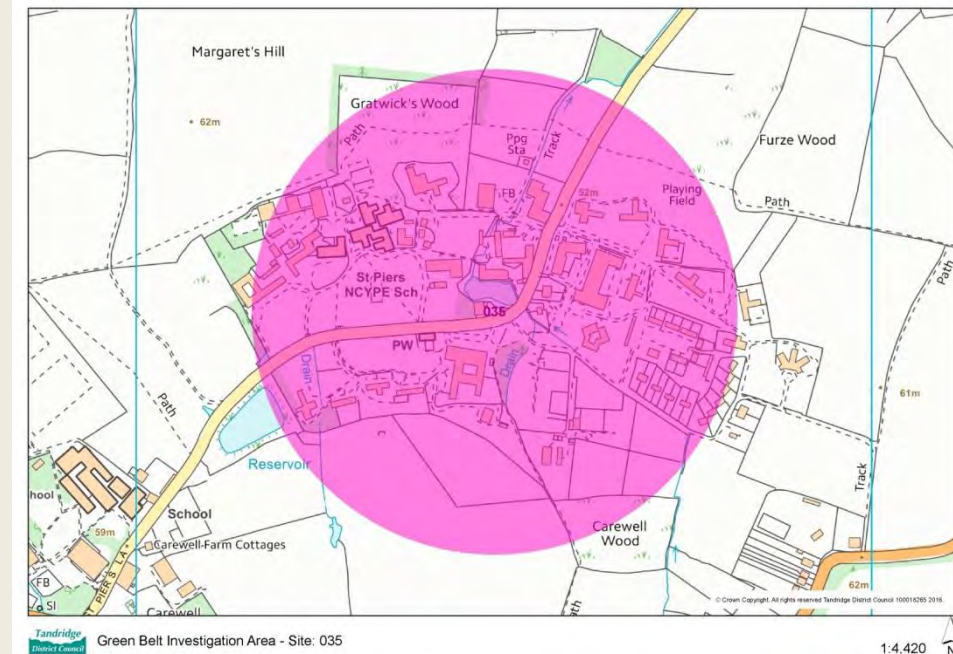 Margaret's Hill
Gratwick's Wood
62m
Path
Ppg
Sta
Track
Furze Wood
FB
52m
Playing
Field
Path
St Piers
NCYPE Sch
035
PW
Drain
Drain
Path
Path
61m
Reservoir
School
hool
59m
Carewell Farm Cottages
Carewell
Wood
Track
FB
Sl
PIER'S LA
Carewell
ath
62m
© Crown Copyright. All rights reserved Tandridge District Council 100018265 2016.
Tandridge
District Council
Green Belt Investigation Area - Site: 035
1:4,420
N